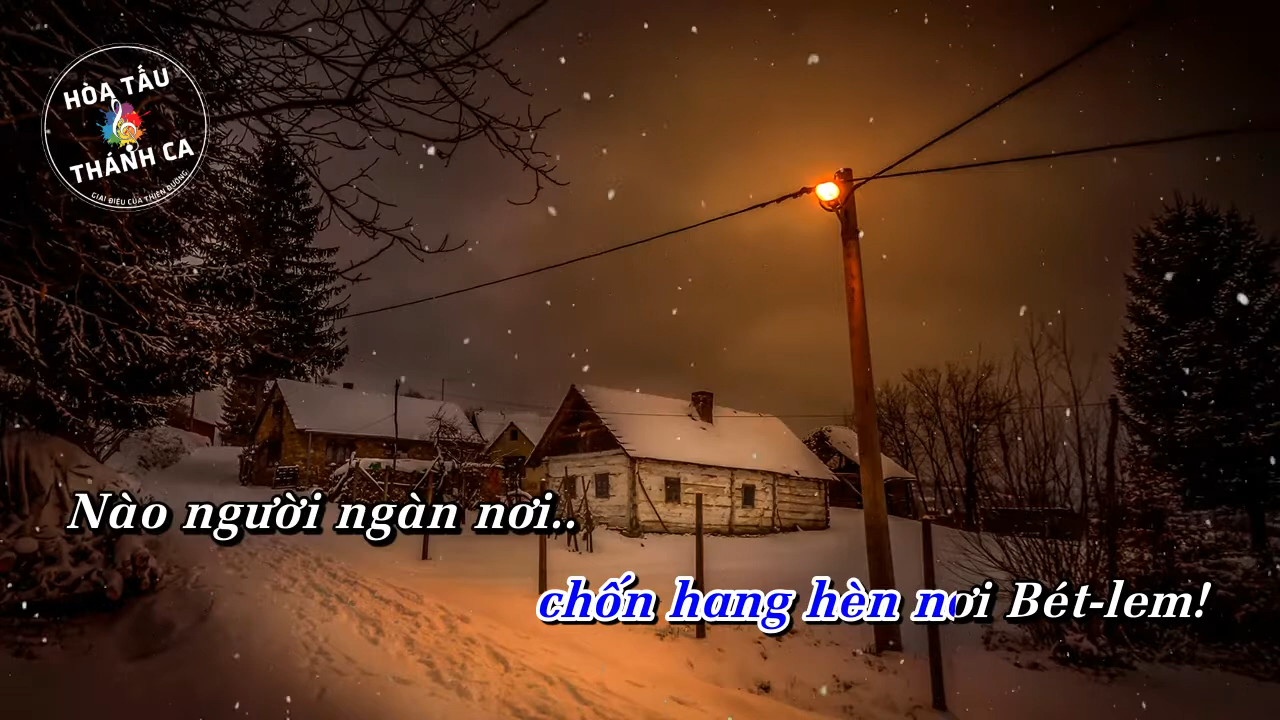 HÒA TẤU
THÁNH CA
GIAI ĐIỆU CỦA THIÊN ĐƯỜNG
Nào người ngàn nơi..
chốn hang hèn nơi Bét-lem!